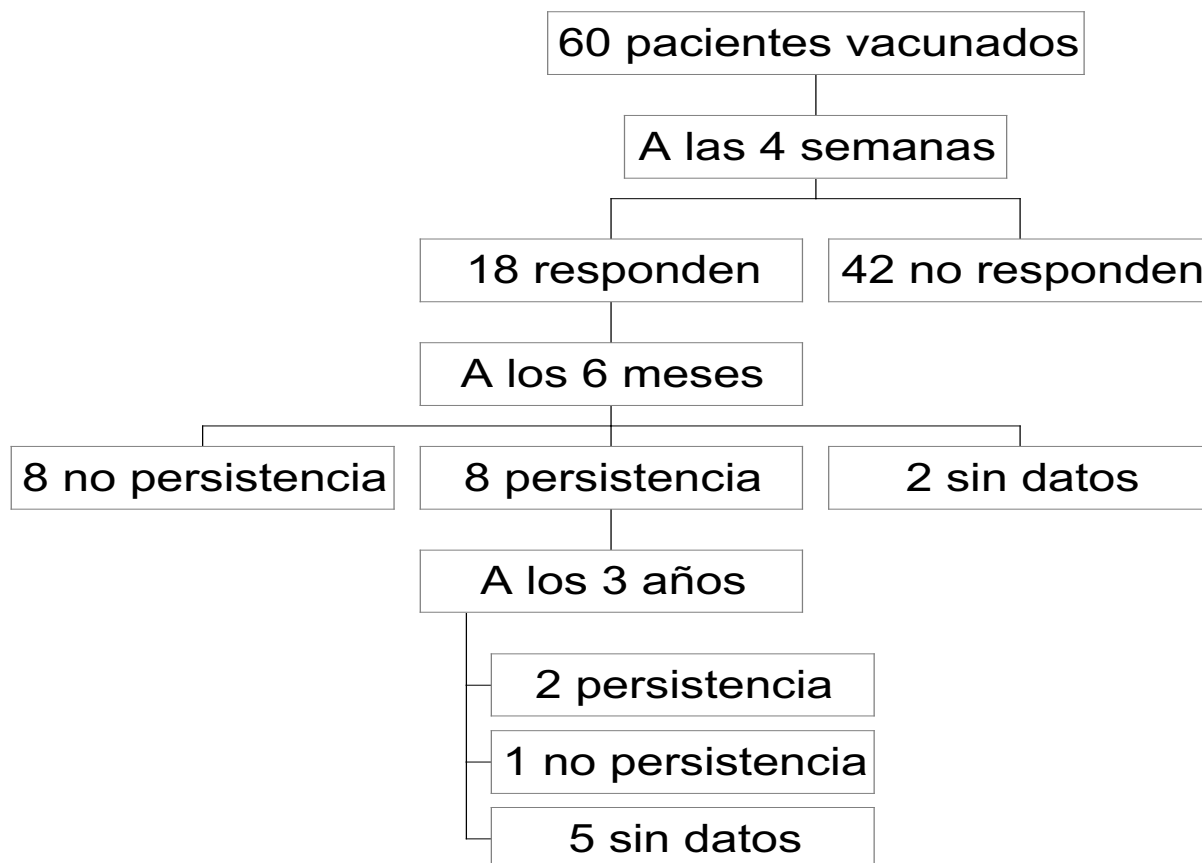 60 pacientes vacunados
A las 4 semanas
18 responden
42 no responden
A los 6 meses
8 no persistencia
8 persistencia
2 sin datos
A los 3 años
2 persistencia
1 no persistencia
5 sin datos